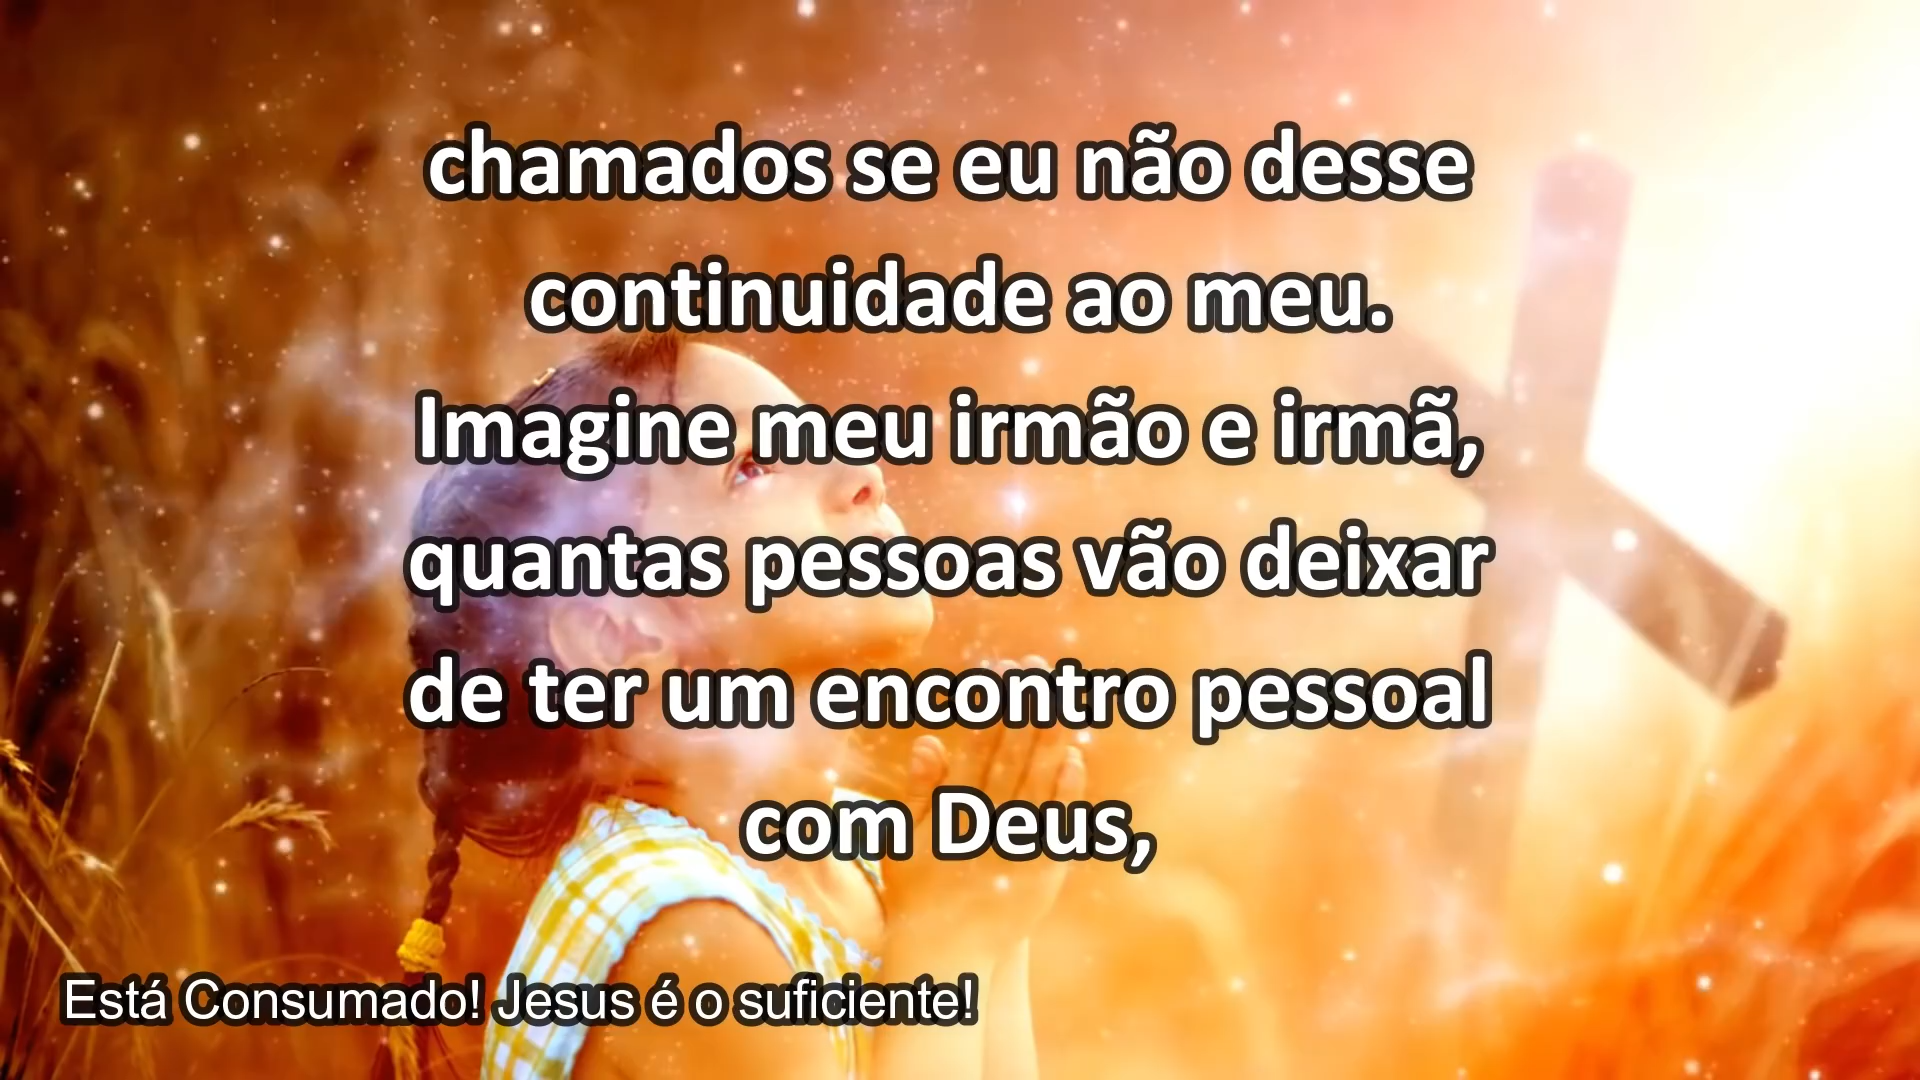 chamados se eu não desse
continuidade ao meu.
Imagine meu irmão e irmã,
quantas pessoas vão deixar
de ter um encontro pessoal
com Deus,
Está Consumado! Jesus é o suficiente!